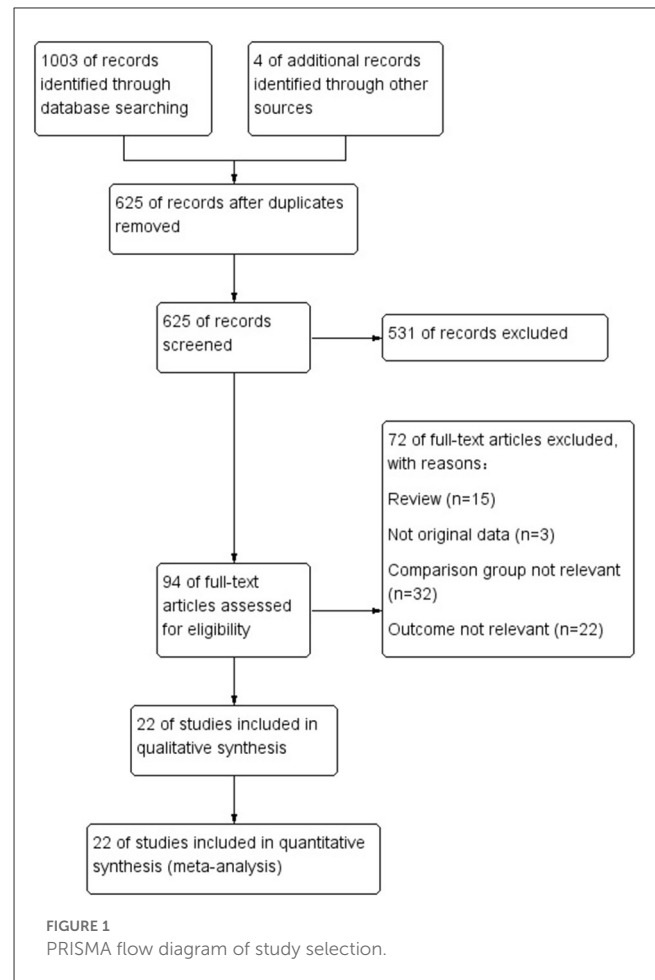 1003 of records
identified through
database searching
4 of additional records
identified through other
sources
625 of records after duplicates
removed
625 of records
screened
531 of records excluded
72 of full-text articles excluded,
with reasons：
Review (n=15)
Not original data (n=3)
Comparison group not relevant
(n=32)
Outcome not relevant (n=22)
94 of full-text
articles assessed
for eligibility
22 of studies included in
qualitative synthesis
22 of studies included in quantitative
synthesis (meta-analysis)
FIGURE 1
PRISMA flow diagram of study selection.